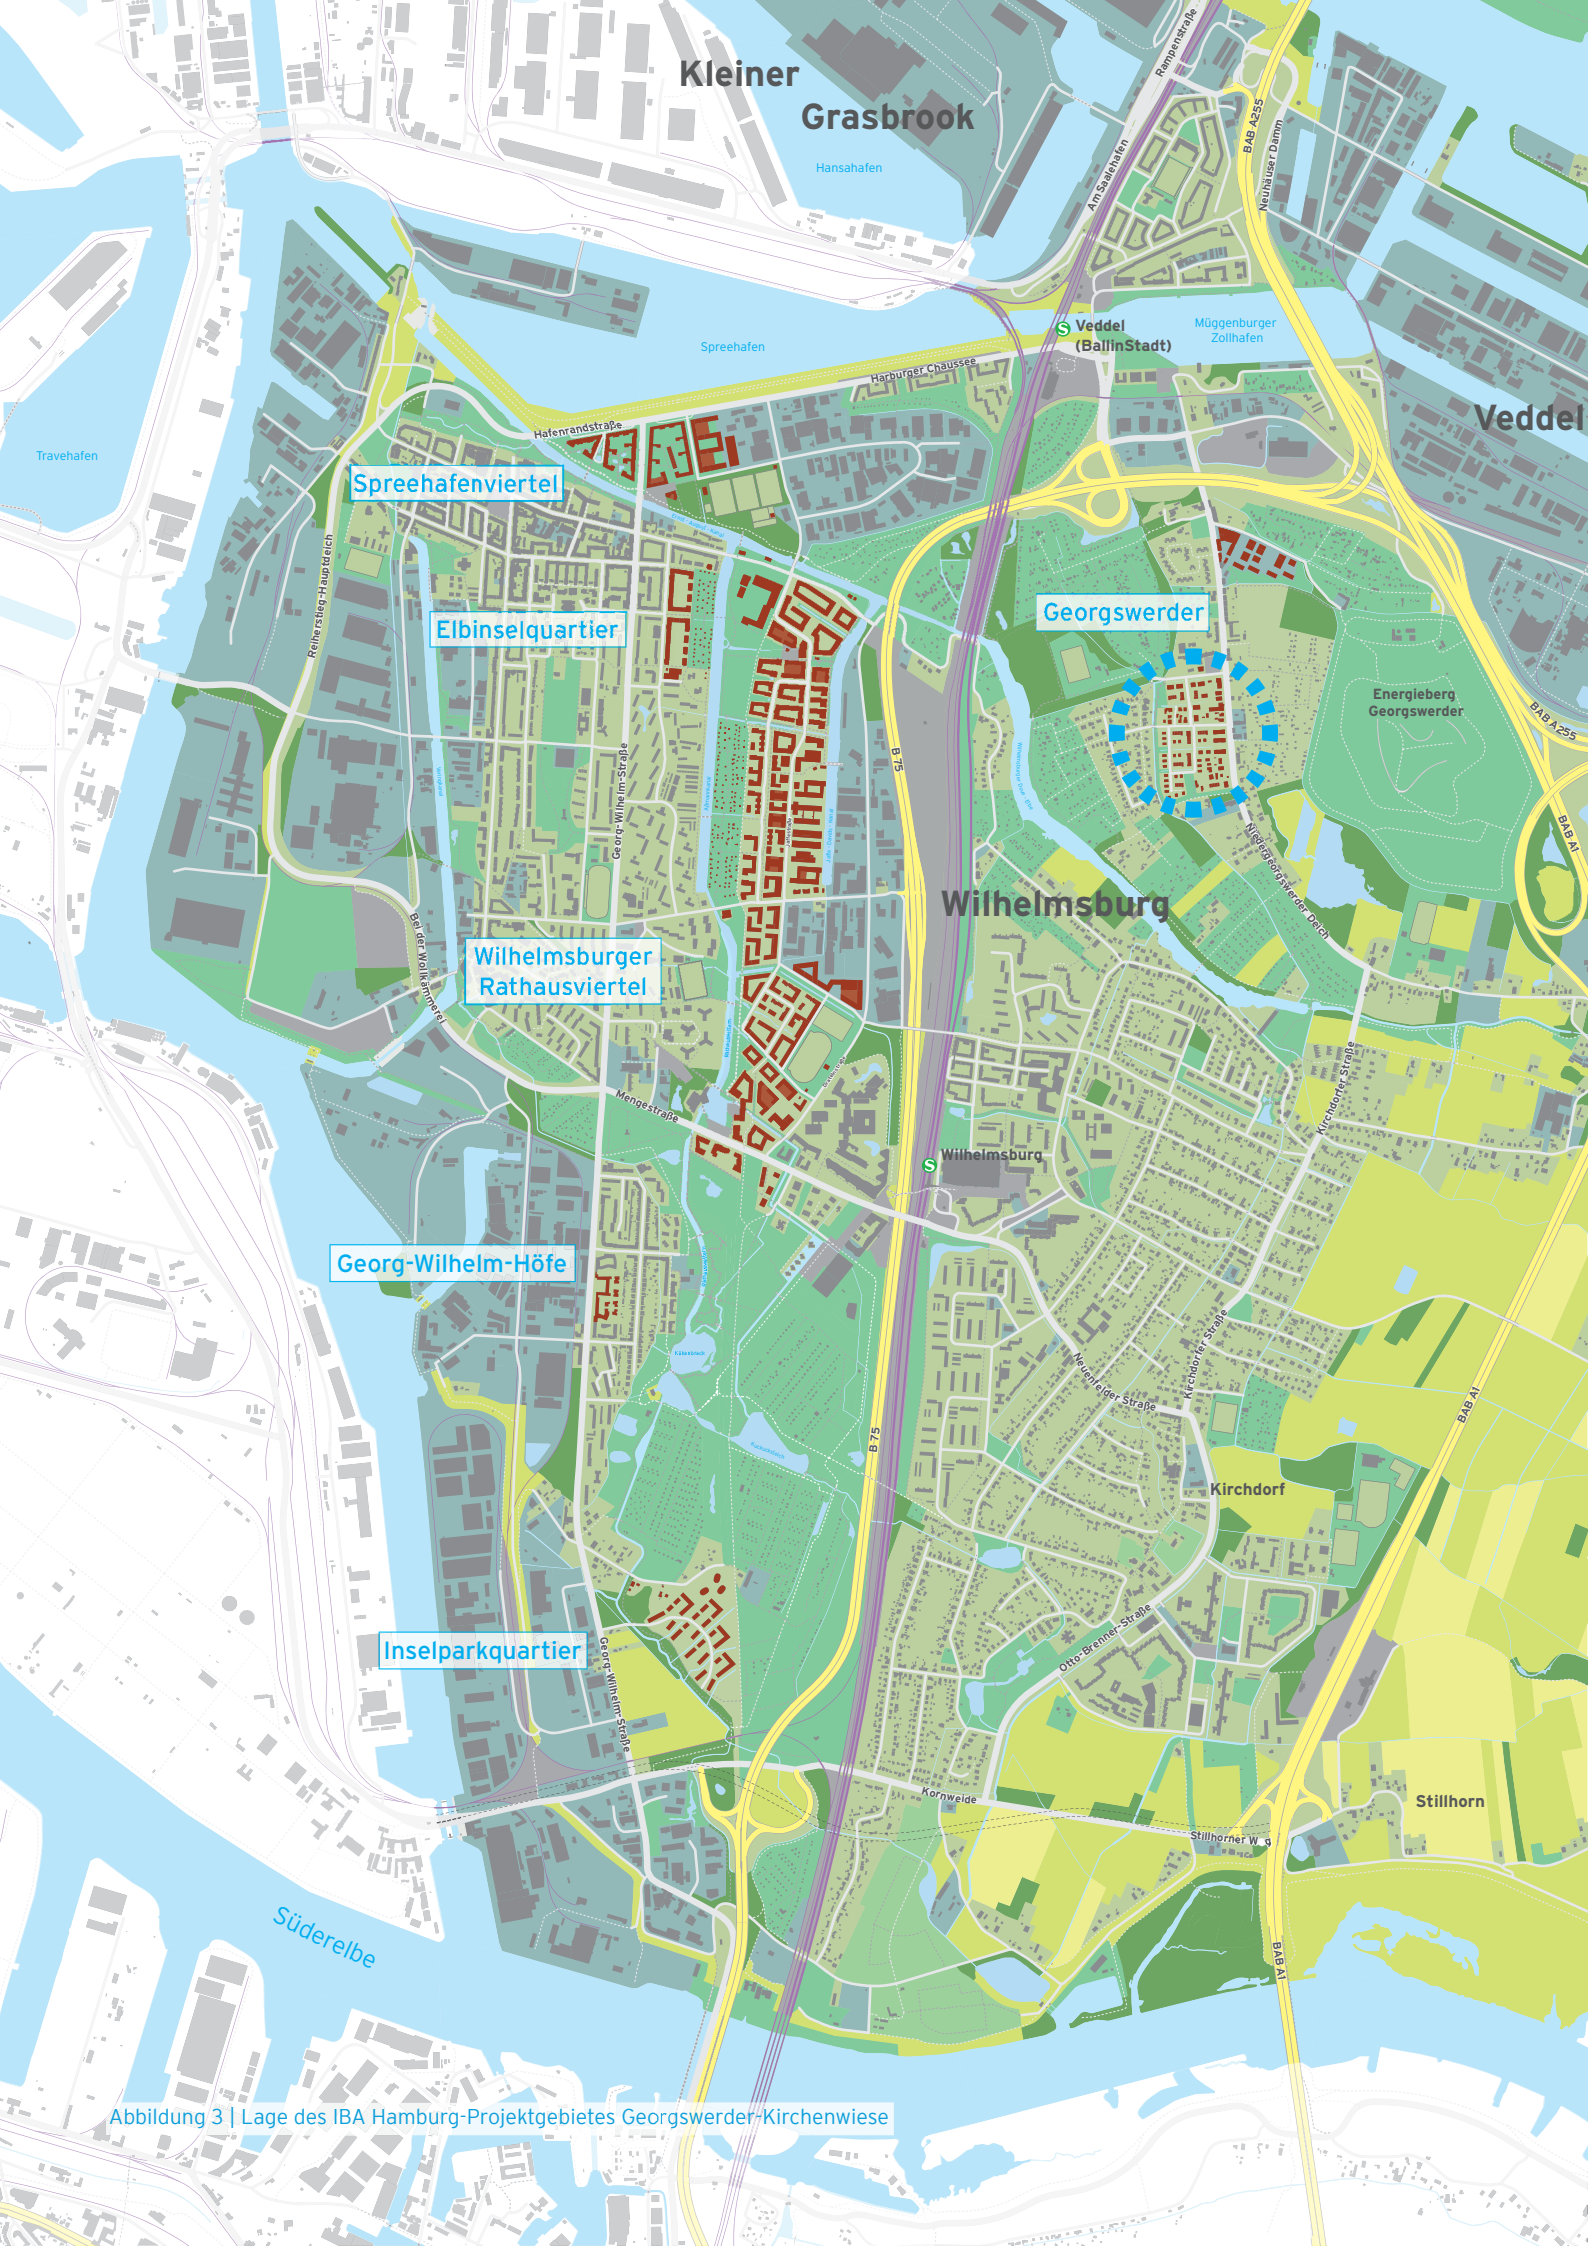 Kleiner
Grasbrook
Hansahafen
Rampenstraße
BAB A255
Neuhäuser Damm
Am Saalehafen
Veddel
(BallinStadt)
Müggenburger
Zollhafen
Spreehafen
Harburger Chaussee
Hafenrandstraße
Veddel
Travehafen
Spreehafenviertel
Reiherstieg-Hauptdeich
Elbinselquartier
Georgswerder
Energieberg
Georgswerder
BAB A255
BAB A1
B 75
Georg-Wilhelm-Straße
Niedergeorgswerder Deich
Wilhelmsburg
Bei der Wollkämmerei
Wilhelmsburger
Rathausviertel
Mengestraße
Kirchdorfer Straße
Wilhelmsburg
Georg-Wilhelm-Höfe
Kükenbrack
Kirchdorfer Straße
Neuenfelder Straße
BAB A1
B 75
Kirchdorf
Inselparkquartier
Georg-Wilhelm-Straße
Otto-Brenner-Straße
Kornweide
Stillhorn
Stillhorner W g
Süderelbe
BAB A1
Abbildung 3 | Lage des IBA Hamburg-Projektgebietes Georgswerder-Kirchenwiese